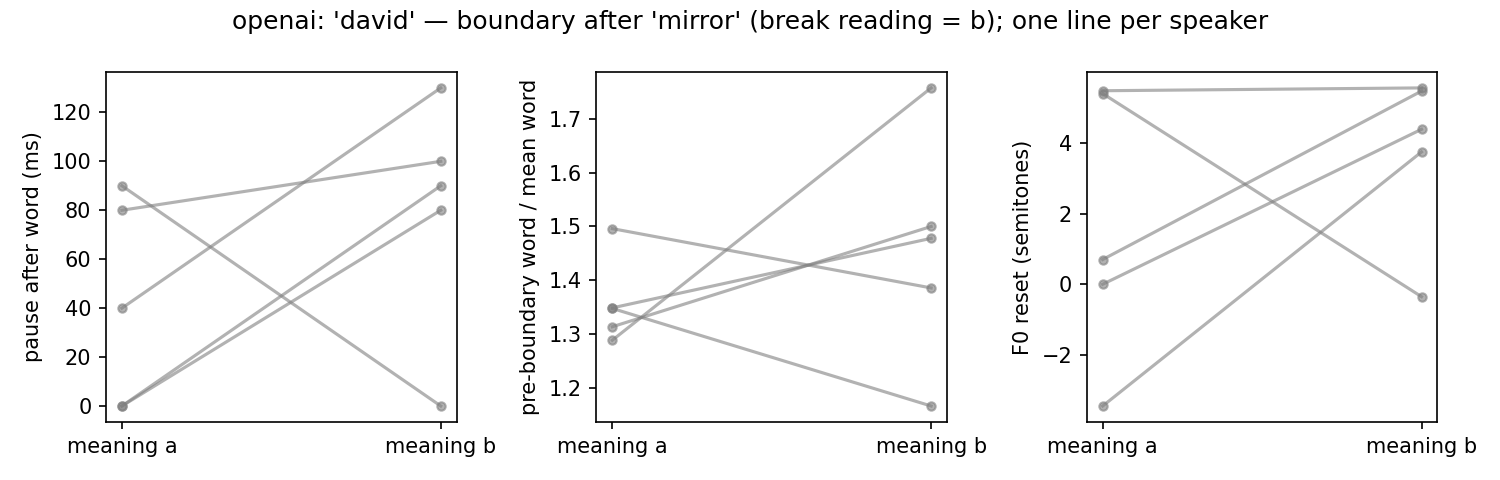 openai: 'david' — boundary after 'mirror' (break reading = b); one line per speaker
pause after word (ms)
120
100
80
60
40
20
0
meaning a
meaning b
pre-boundary word / mean word
1.7
1.6
1.5
1.4
1.3
1.2
meaning a
meaning b
F0 reset (semitones)
4
2
0
−2
meaning a
meaning b